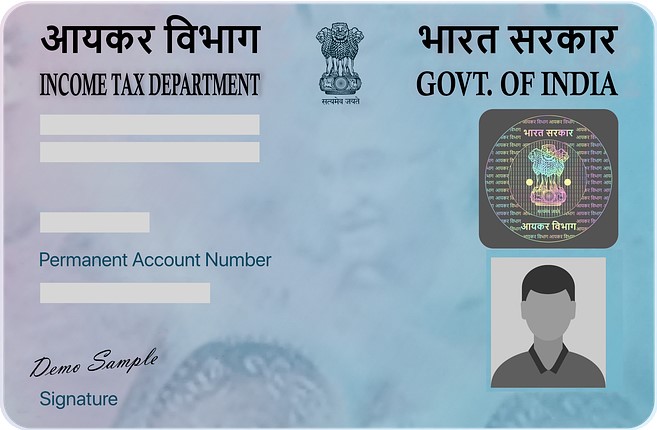 आयकर विभाग
भारत सरकार
INCOME TAX DEPARTMENT
GOVT. OF INDIA
सत्यमेव जयते
भारत सरकार
आयकर विभाग
Permanent Account Number
Demo Sample
Signature